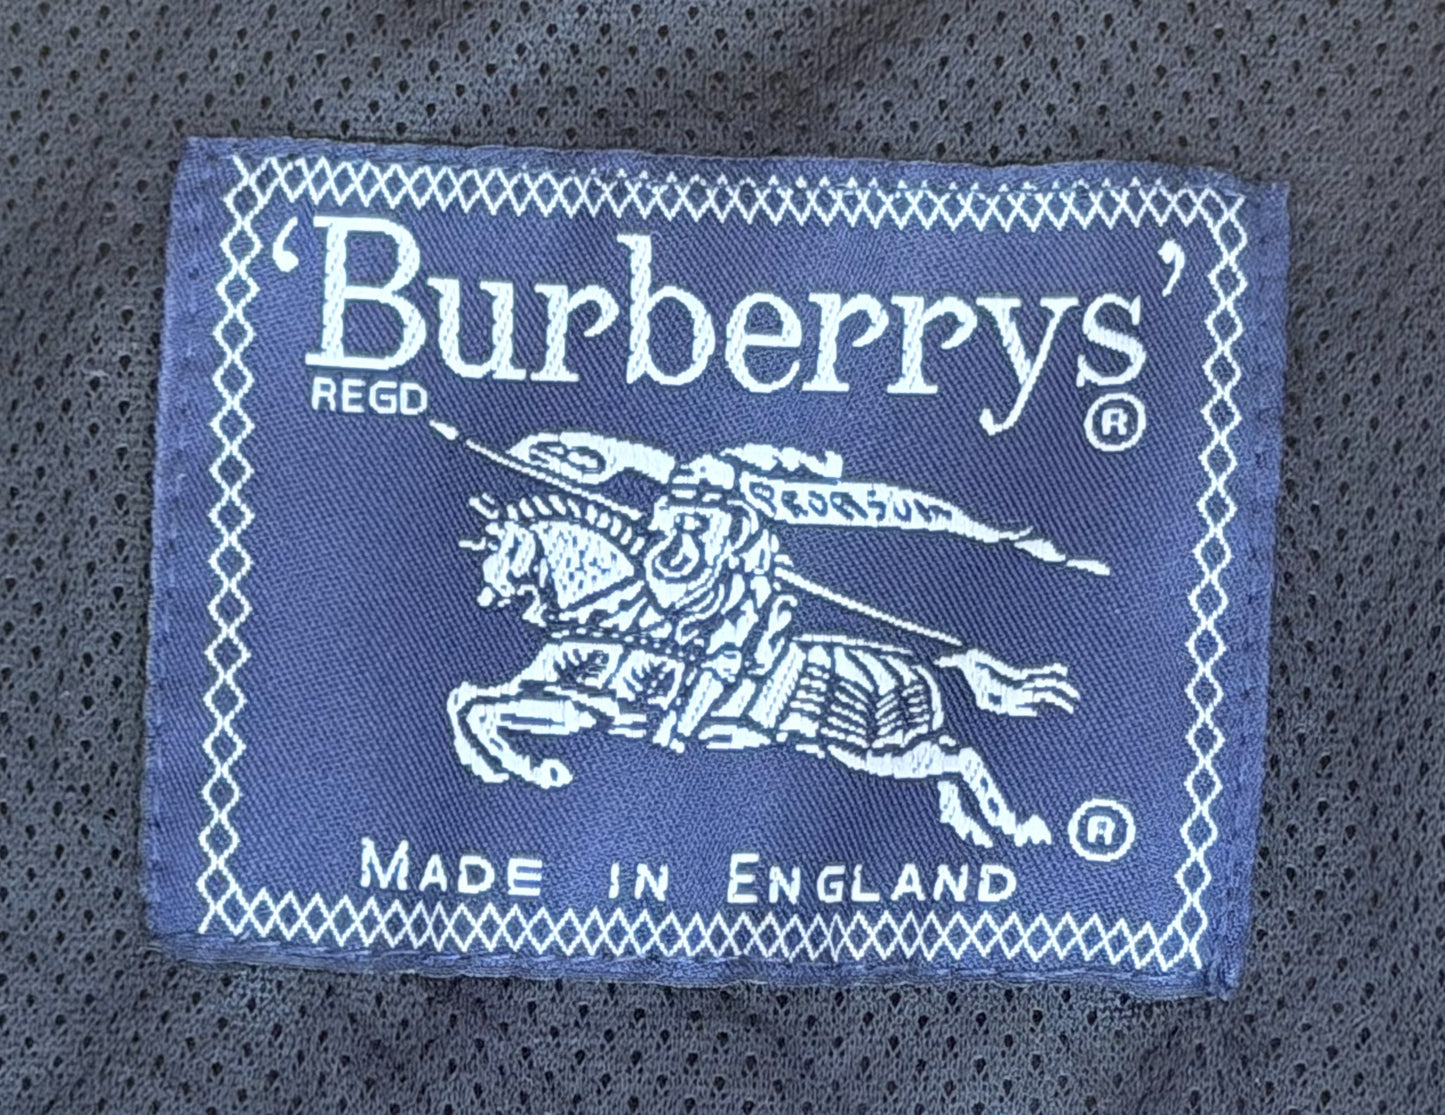 ‘Burberrys’
REGD ®
PRORSUM
®
MADE IN ENGLAND